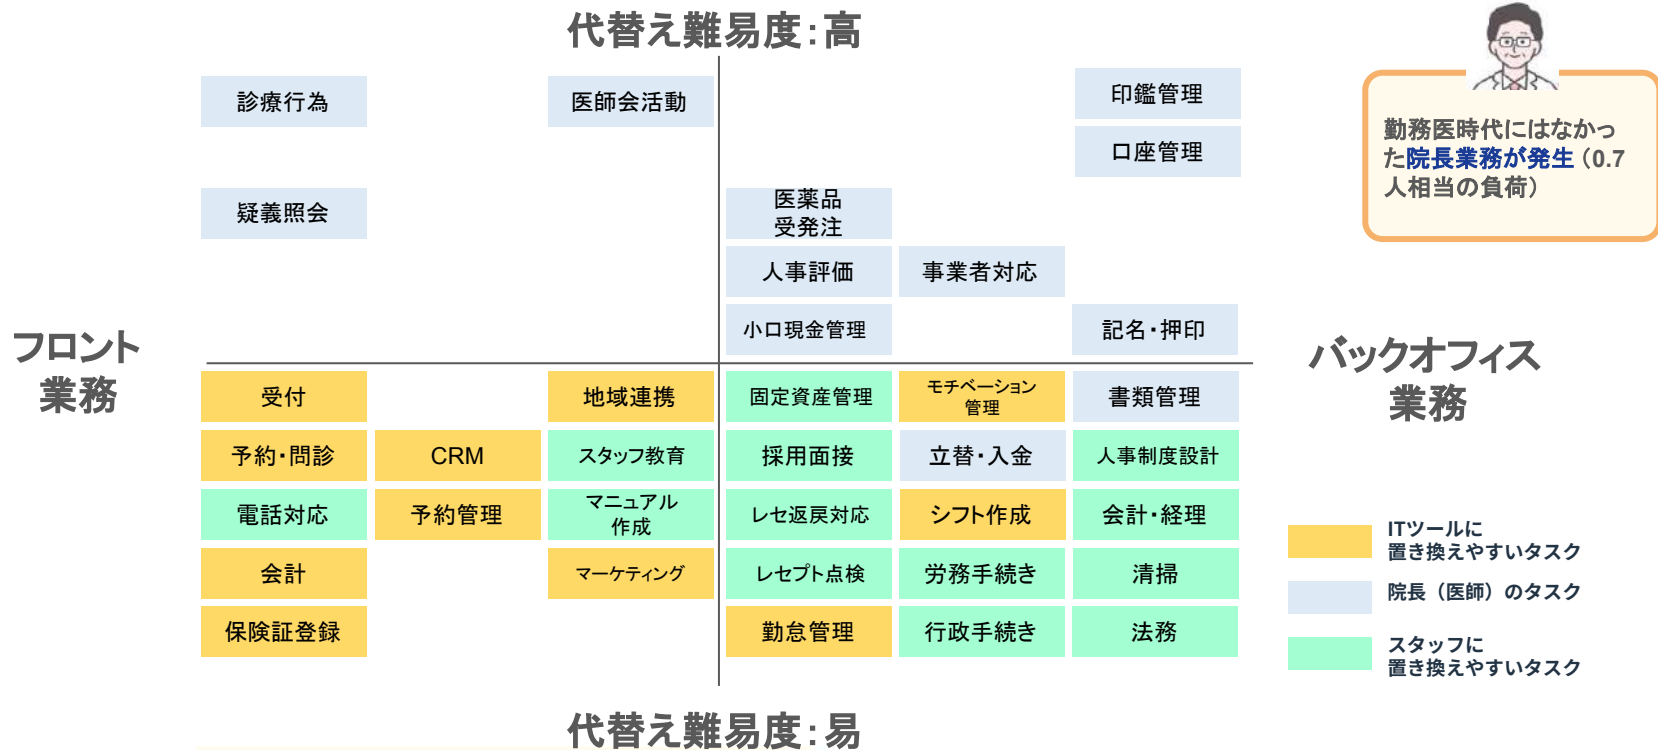 代替え難易度：高
診療行為
医師会活動
印鑑管理
口座管理
疑義照会
医薬品
受発注
人事評価
事業者対応
小口現金管理
記名・押印
勤務医時代にはなかっ
た院長業務が発生（0.7
人相当の負荷）
フロント
業務
バックオフィス
業務
受付
地域連携
固定資産管理
モチベーション
管理
書類管理
予約・問診
CRM
スタッフ教育
採用面接
立替・入金
人事制度設計
電話対応
予約管理
マニュアル
作成
レセ返戻対応
シフト作成
会計・経理
会計
マーケティング
レセプト点検
労務手続き
清掃
保険証登録
勤怠管理
行政手続き
法務
ITツールに
置き換えやすいタスク
院長（医師）のタスク
スタッフに
置き換えやすいタスク
代替え難易度：易